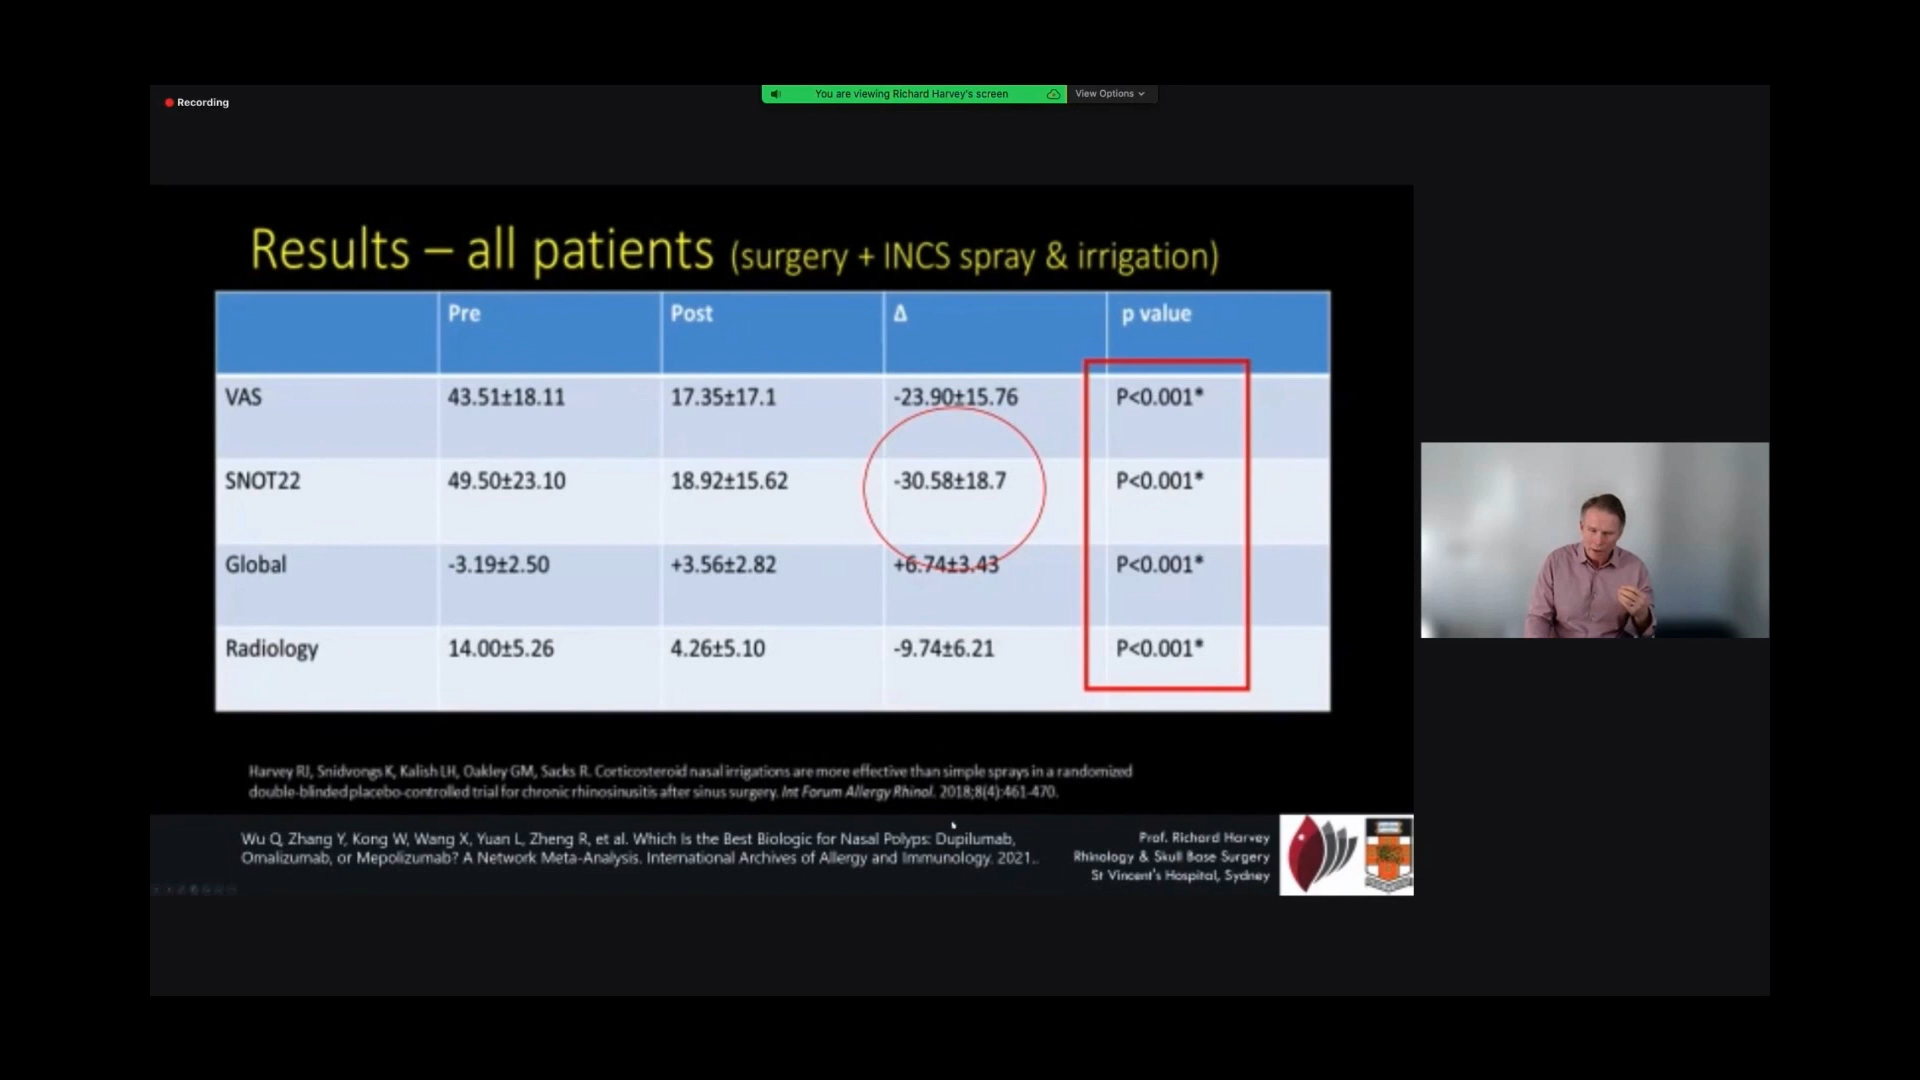 Recording
You are viewing Richard Harvey's screen
View Options
Results – all patients (surgery + INCS spray & irrigation)
Pre Post Δ p value
VAS 43.51±18.11 17.35±17.1 -23.90±15.76 P<0.001*
SNOT22 49.50±23.10 18.92±15.62 -30.58±18.7 P<0.001*
Global -3.19±2.50 +3.56±2.82 +6.74±3.43 P<0.001*
Radiology 14.00±5.26 4.26±5.10 -9.74±6.21 P<0.001*
Harvey RJ, Snidvongs K, Kalish LH, Oakley GM, Sacks R. Corticosteroid nasal irrigations are more effective than simple sprays in a randomized
double-blinded placebo-controlled trial for chronic rhinosinusitis after sinus surgery. Int Forum Allergy Rhinol. 2018;8(4):461-470.
Wu Q, Zhang Y, Kong W, Wang X, Yuan L, Zheng R, et al. Which Is the Best Biologic for Nasal Polyps: Dupilumab,
Omalizumab, or Mepolizumab? A Network Meta-Analysis. International Archives of Allergy and Immunology. 2021..
Prof. Richard Harvey
Rhinology & Skull Base Surgery
St Vincent's Hospital, Sydney